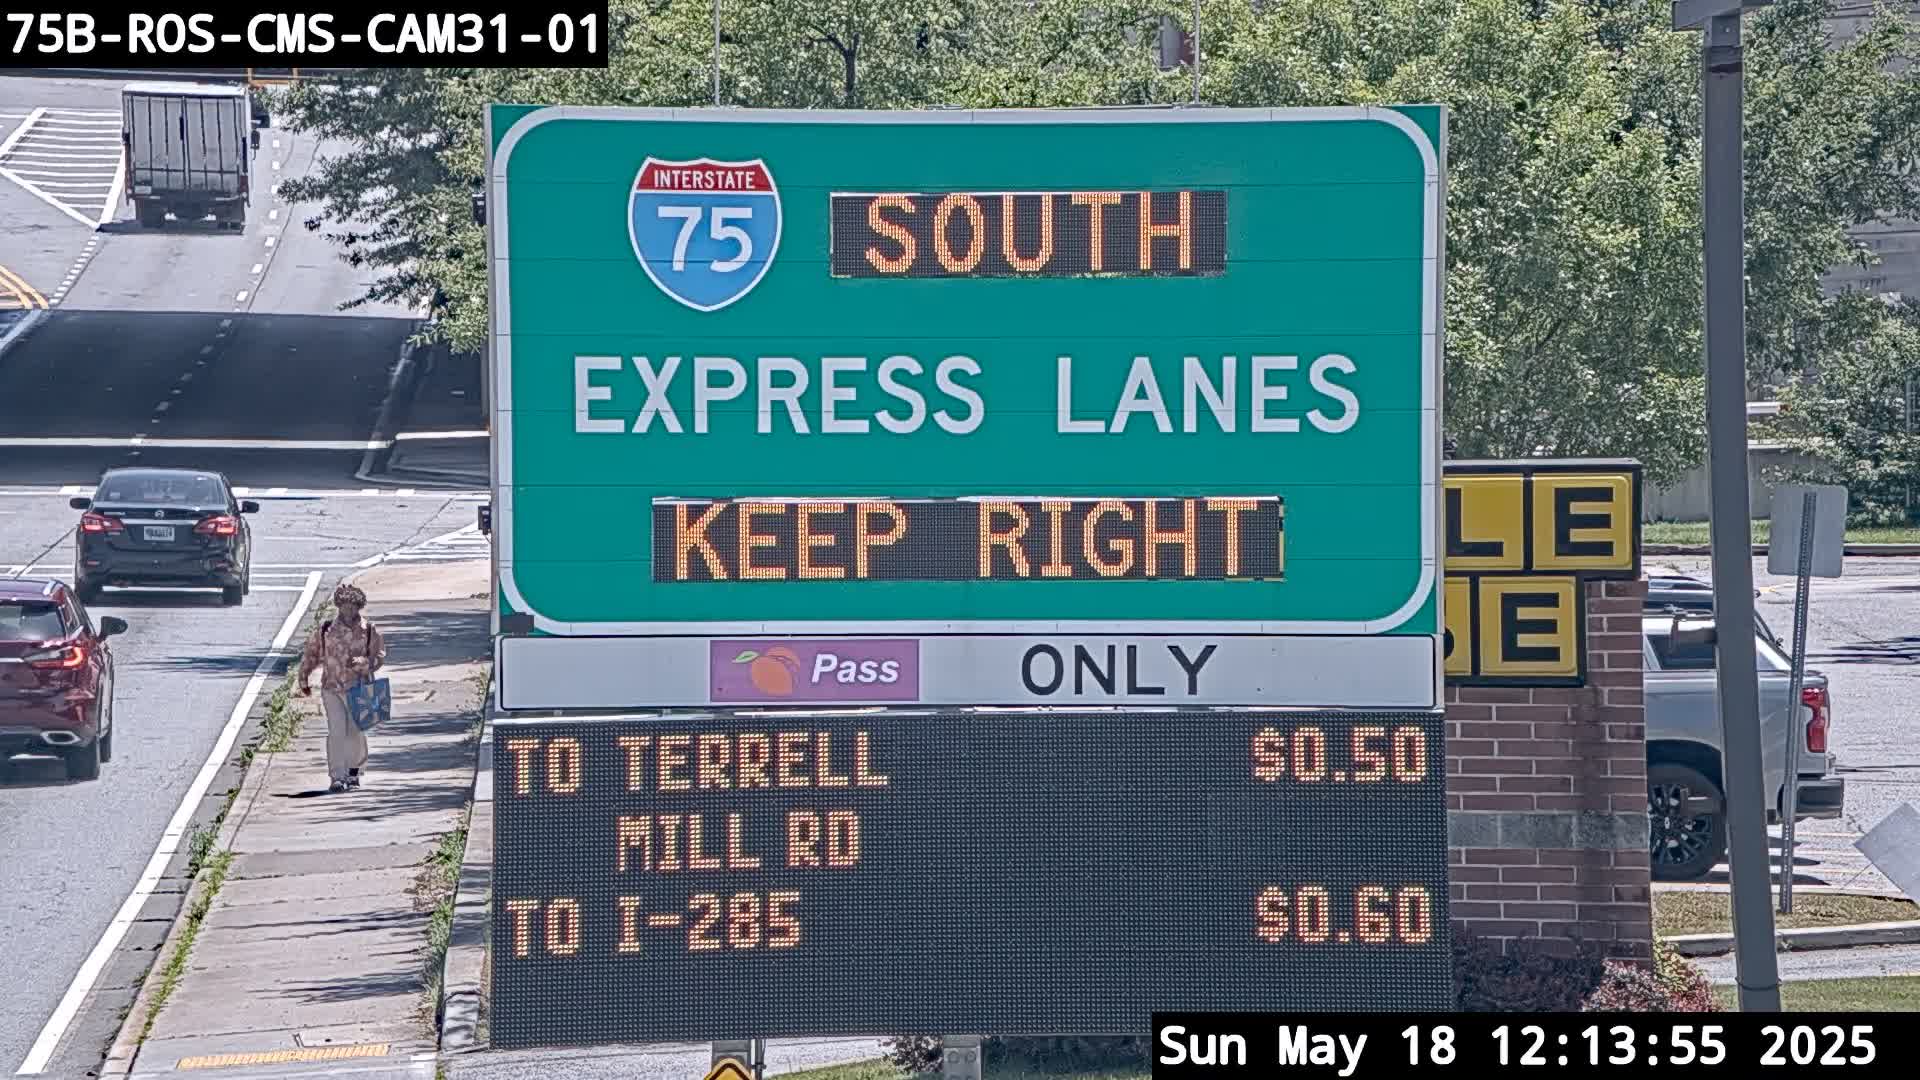 75B-ROS-CMS-CAM31-01
INTERSTATE
75
SOUTH
EXPRESS LANES
KEEP RIGHT
Pass ONLY
TO TERRELL $0.50
MILL RD
TO I-285 $0.60
LE
E
Sun May 18 12:13:55 2025